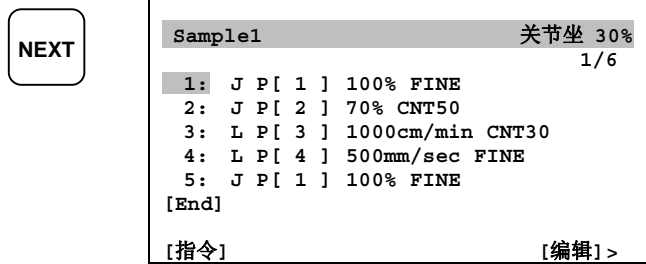 NEXT
Sample1 关节坐 30%
1/6
1: J P[ 1 ] 100% FINE
2: J P[ 2 ] 70% CNT50
3: L P[ 3 ] 1000cm/min CNT30
4: L P[ 4 ] 500mm/sec FINE
5: J P[ 1 ] 100% FINE
[End]
[指令] [编辑]>